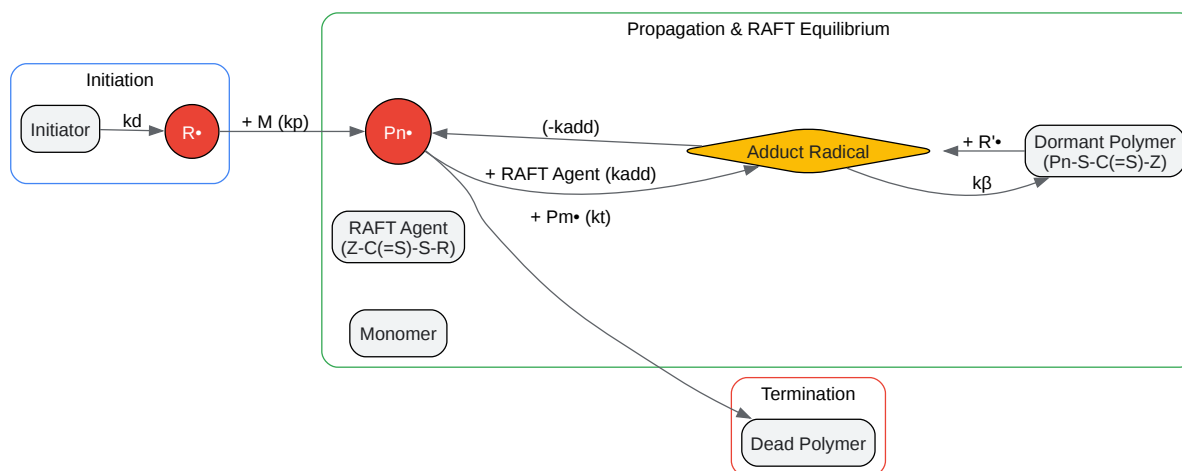 Propagation & RAFT Equilibrium
Initiation
Initiator
kd
R•
+ M (kp)
Pn•
(-kadd)
+ RAFT Agent (kadd)
Adduct Radical
+ R'•
kβ
Dormant Polymer
(Pn-S-C(=S)-Z)
+ Pm• (kt)
RAFT Agent
(Z-C(=S)-S-R)
Monomer
Termination
Dead Polymer